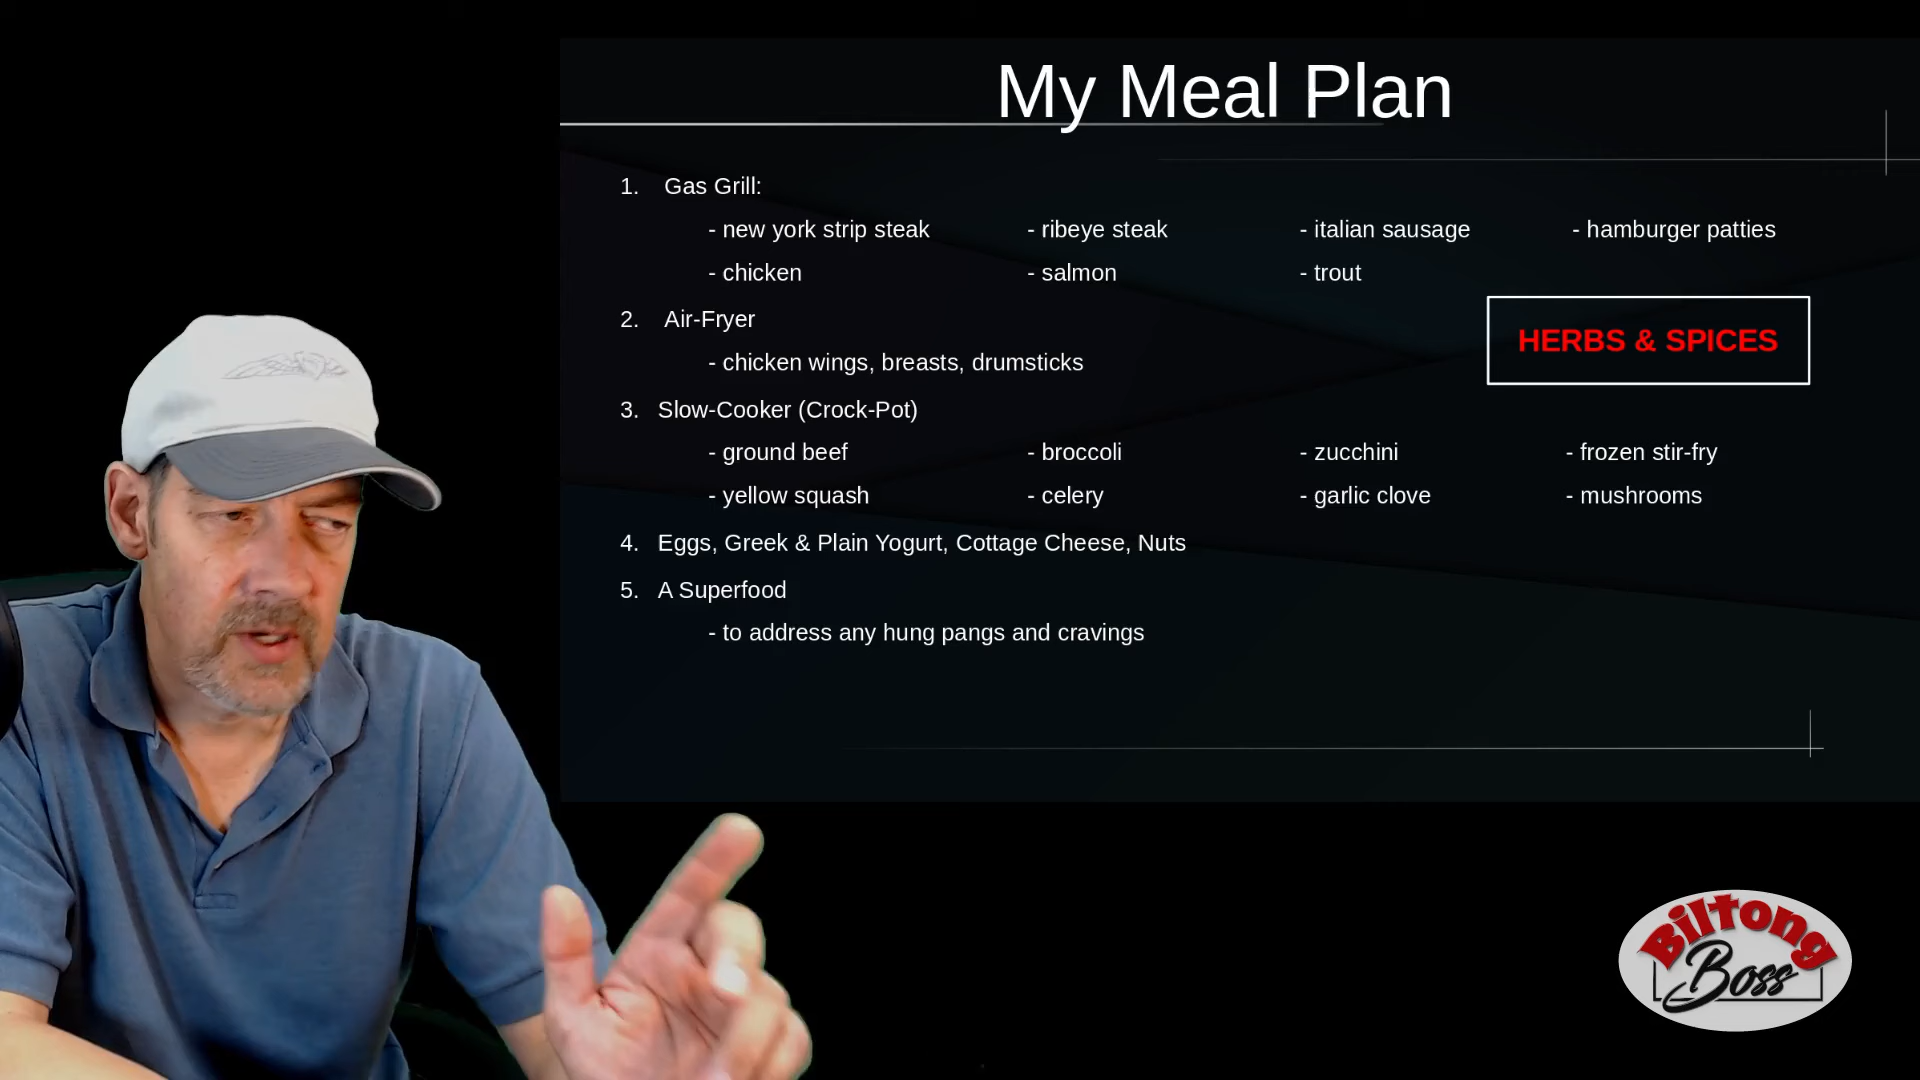 My Meal Plan
1. Gas Grill:
- new york strip steak - ribeye steak - italian sausage - hamburger patties
- chicken - salmon - trout
2. Air-Fryer
HERBS & SPICES
- chicken wings, breasts, drumsticks
3. Slow-Cooker (Crock-Pot)
- ground beef - broccoli - zucchini - frozen stir-fry
- yellow squash - celery - garlic clove - mushrooms
4. Eggs, Greek & Plain Yogurt, Cottage Cheese, Nuts
5. A Superfood
- to address any hung pangs and cravings
Biltong
Boss